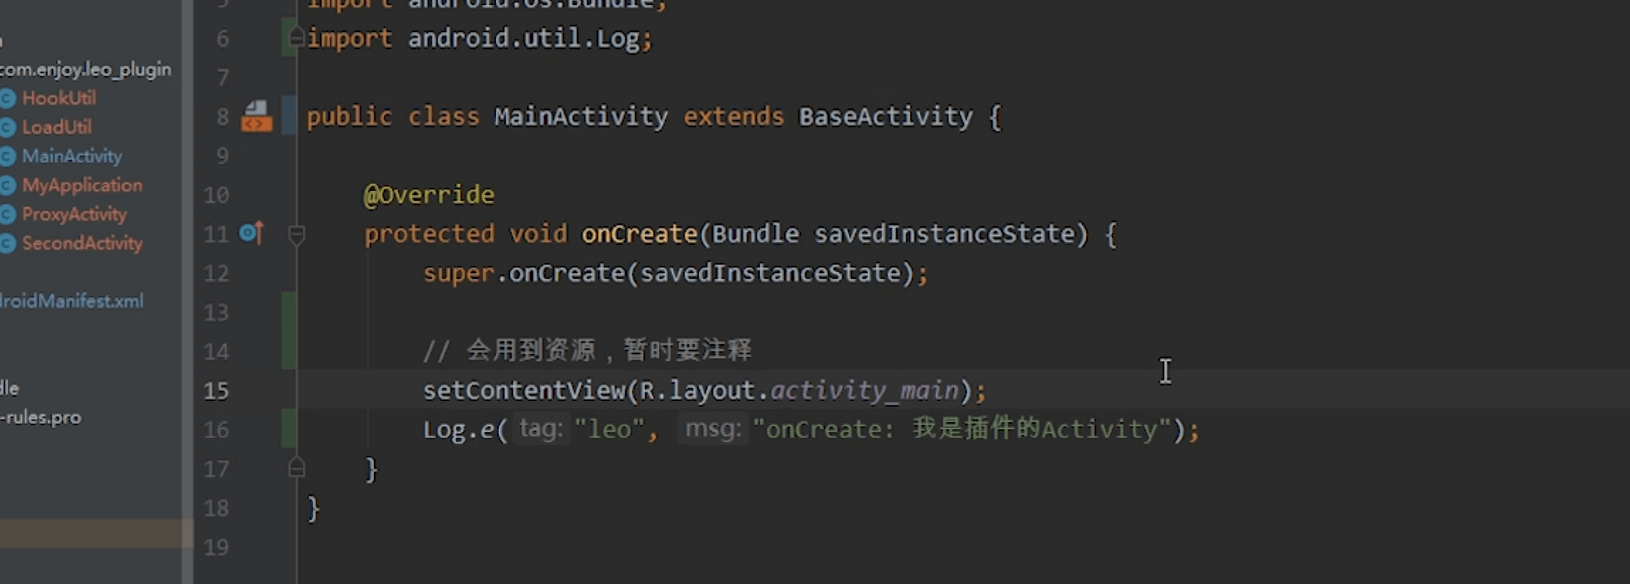 com.enjoy.leo_plugin
HookUtil
LoadUtil
MainActivity
MyApplication
ProxyActivity
SecondActivity
droidManifest.xml
dle
-rules.pro
5 import android.os.Bundle;
6 import android.util.Log;
7
8 public class MainActivity extends BaseActivity {
9
10 @Override
11 protected void onCreate(Bundle savedInstanceState) {
12 super.onCreate(savedInstanceState);
13
14 // 会用到资源，暂时要注释
15 setContentView(R.layout.activity_main);
16 Log.e( tag: "leo", msg: "onCreate: 我是插件的Activity");
17 }
18 }
19